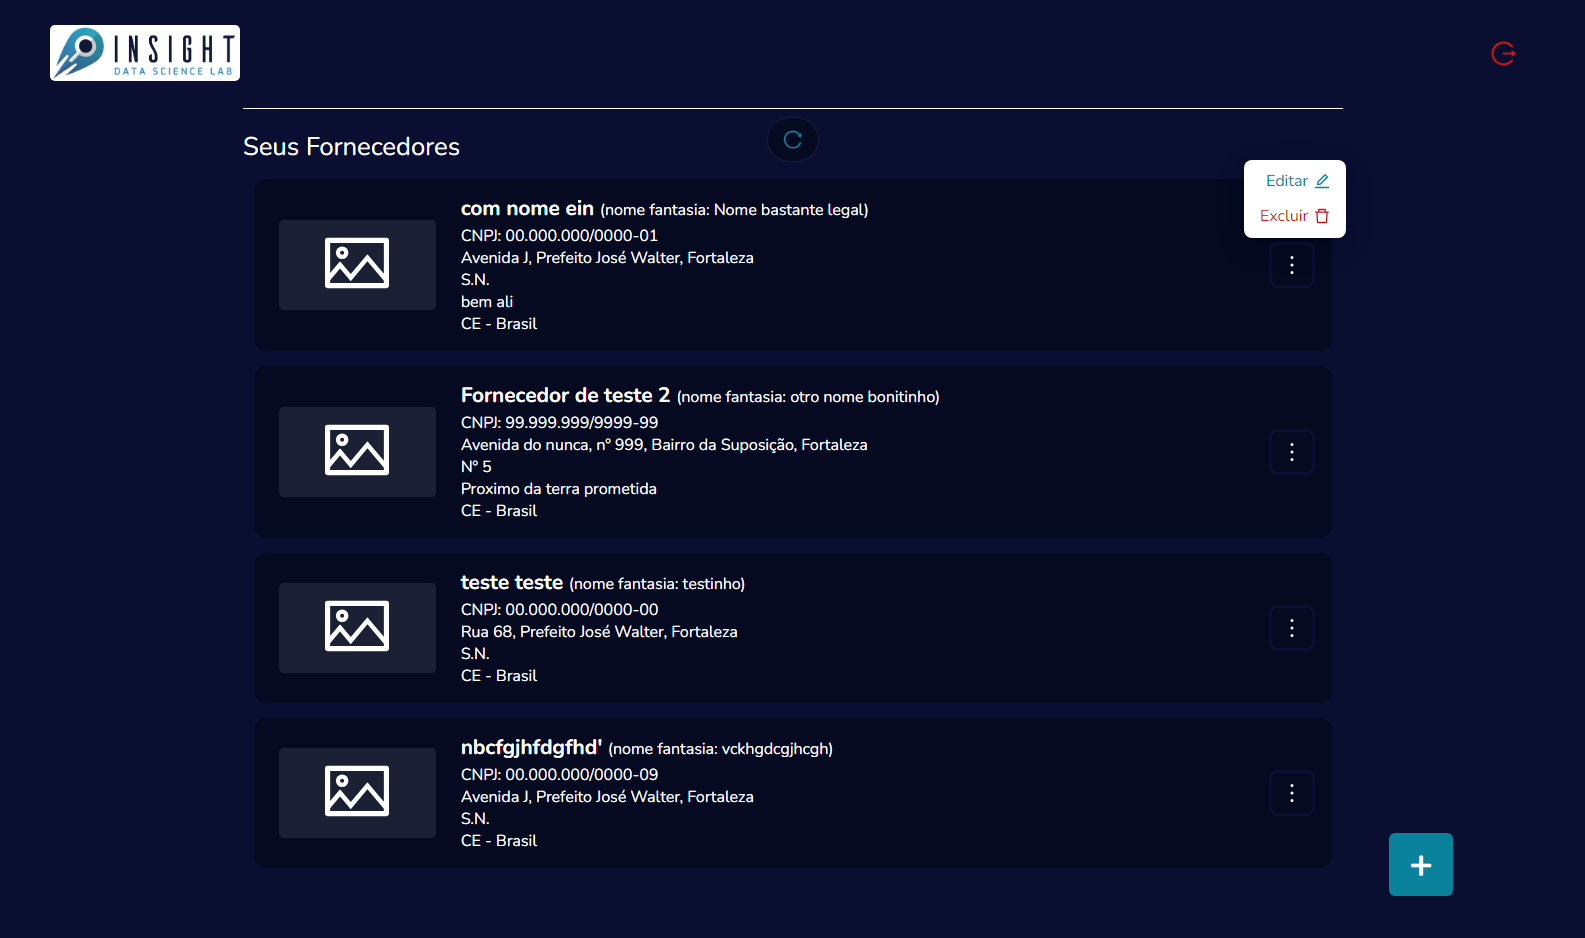 INSIGHT
DATA SCIENCE LAB
Seus Fornecedores
Editar
Excluir
com nome ein (nome fantasia: Nome bastante legal)
CNPJ: 00.000.000/0000-01
Avenida J, Prefeito José Walter, Fortaleza
S.N.
bem ali
CE - Brasil
Fornecedor de teste 2 (nome fantasia: otro nome bonitinho)
CNPJ: 99.999.999/9999-99
Avenida do nunca, nº 999, Bairro da Suposição, Fortaleza
Nº 5
Proximo da terra prometida
CE - Brasil
teste teste (nome fantasia: testinho)
CNPJ: 00.000.000/0000-00
Rua 68, Prefeito José Walter, Fortaleza
S.N.
CE - Brasil
nbcfgjhfdgfhd' (nome fantasia: vckhgdcgjhcgh)
CNPJ: 00.000.000/0000-09
Avenida J, Prefeito José Walter, Fortaleza
S.N.
CE - Brasil